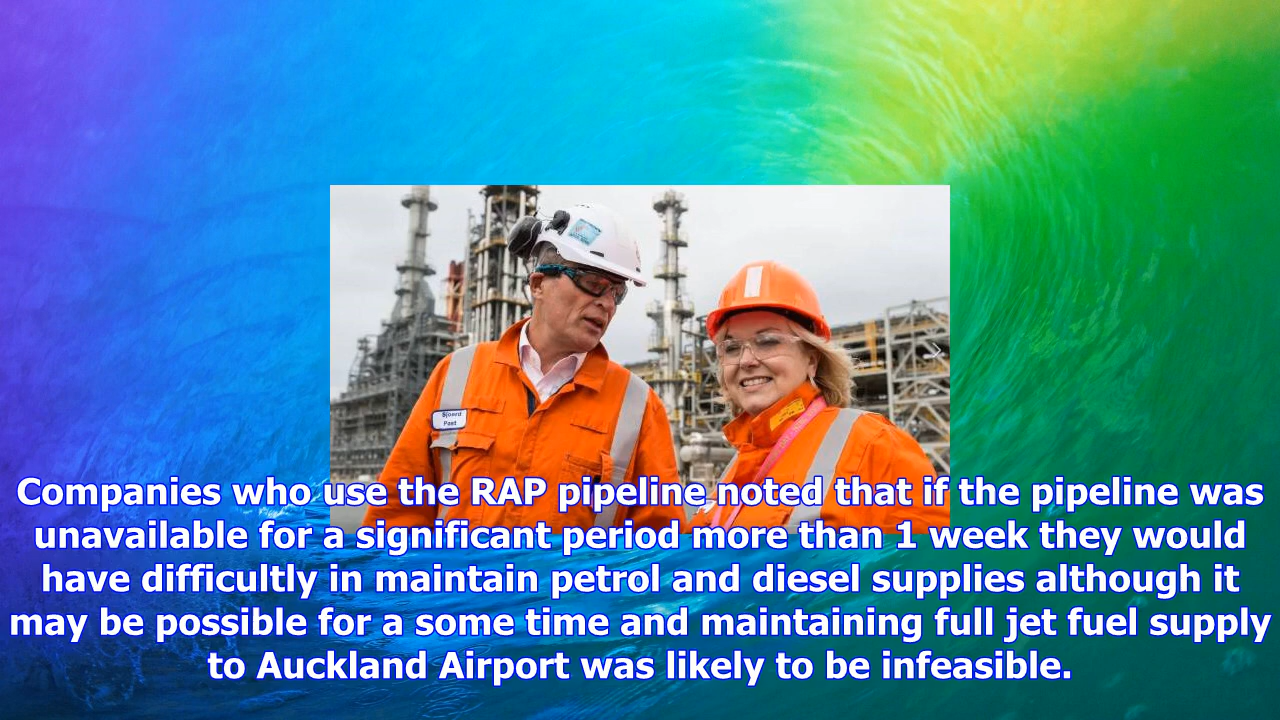 Sjoerd
Post
Companies who use the RAP pipeline noted that if the pipeline was
unavailable for a significant period more than 1 week they would
have difficultly in maintain petrol and diesel supplies although it
may be possible for a some time and maintaining full jet fuel supply
to Auckland Airport was likely to be infeasible.